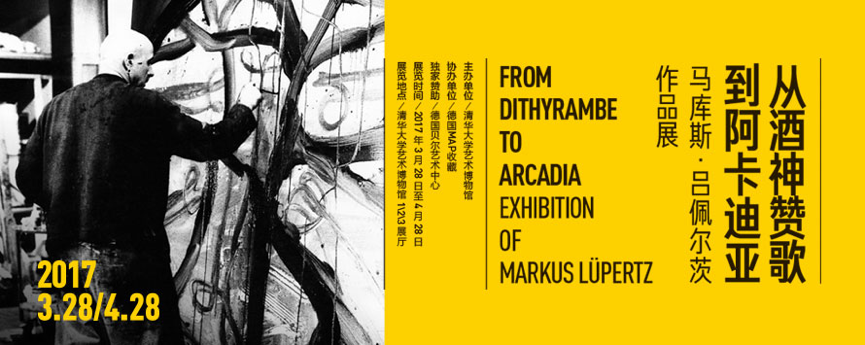 从酒神赞歌
到阿卡迪亚
马库斯·吕佩尔茨
作品展
FROM
DITHYRAMBE
TO
ARCADIA
EXHIBITION
OF
MARKUS LÜPERTZ
主办单位/清华大学艺术博物馆
协办单位/德国MAP收藏
独家赞助/德国贝尔艺术中心
展览时间/2017年3月28日至4月28日
展览地点/清华大学艺术博物馆1\2\3展厅
2017
3.28/4.28